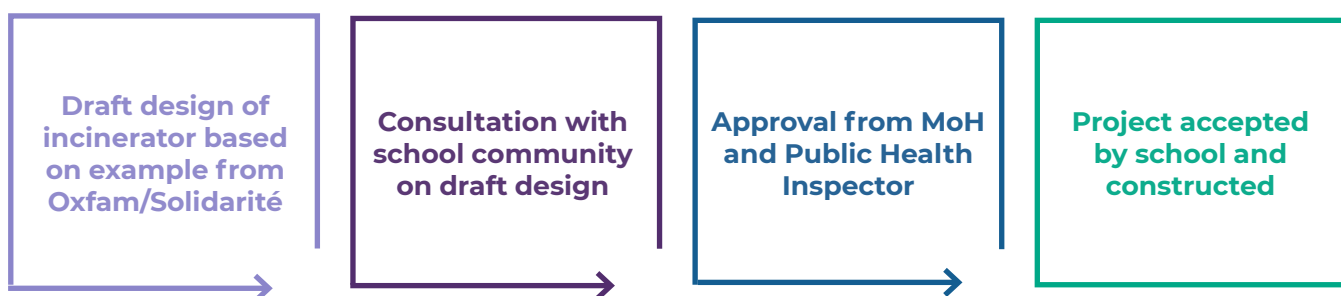 Draft design of
incinerator based
on example from
Oxfam/Solidarité
Consultation with
school community
on draft design
Approval from MoH
and Public Health
Inspector
Project accepted
by school and
constructed